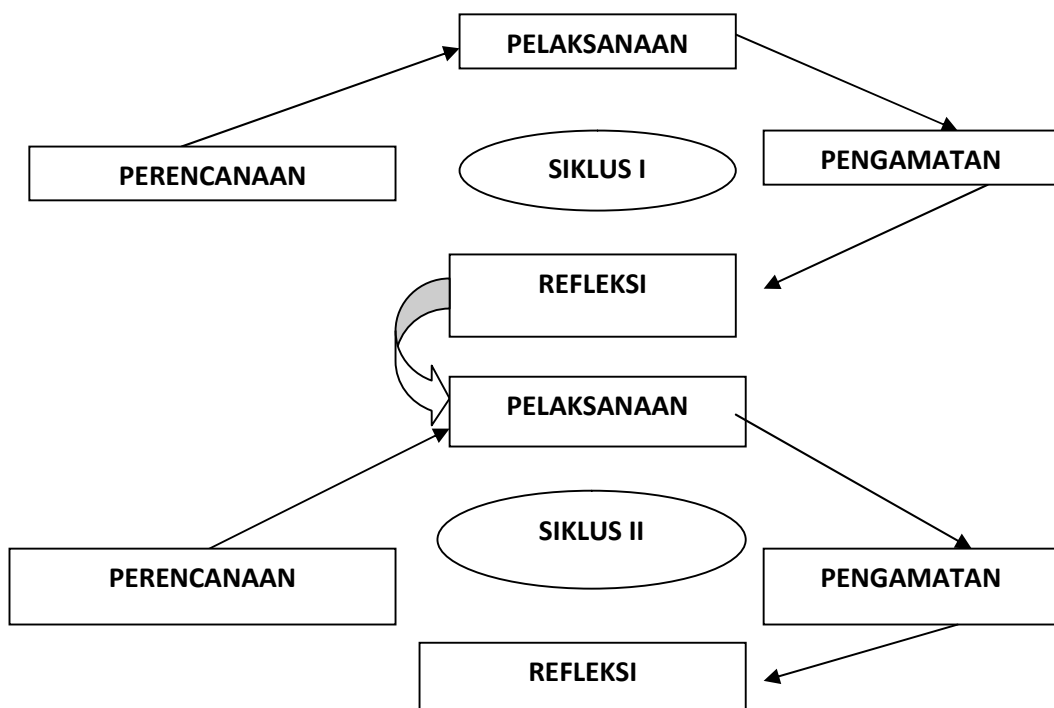 PELAKSANAAN
PERENCANAAN
SIKLUS I
PENGAMATAN
REFLEKSI
PELAKSANAAN
SIKLUS II
PERENCANAAN
PENGAMATAN
REFLEKSI